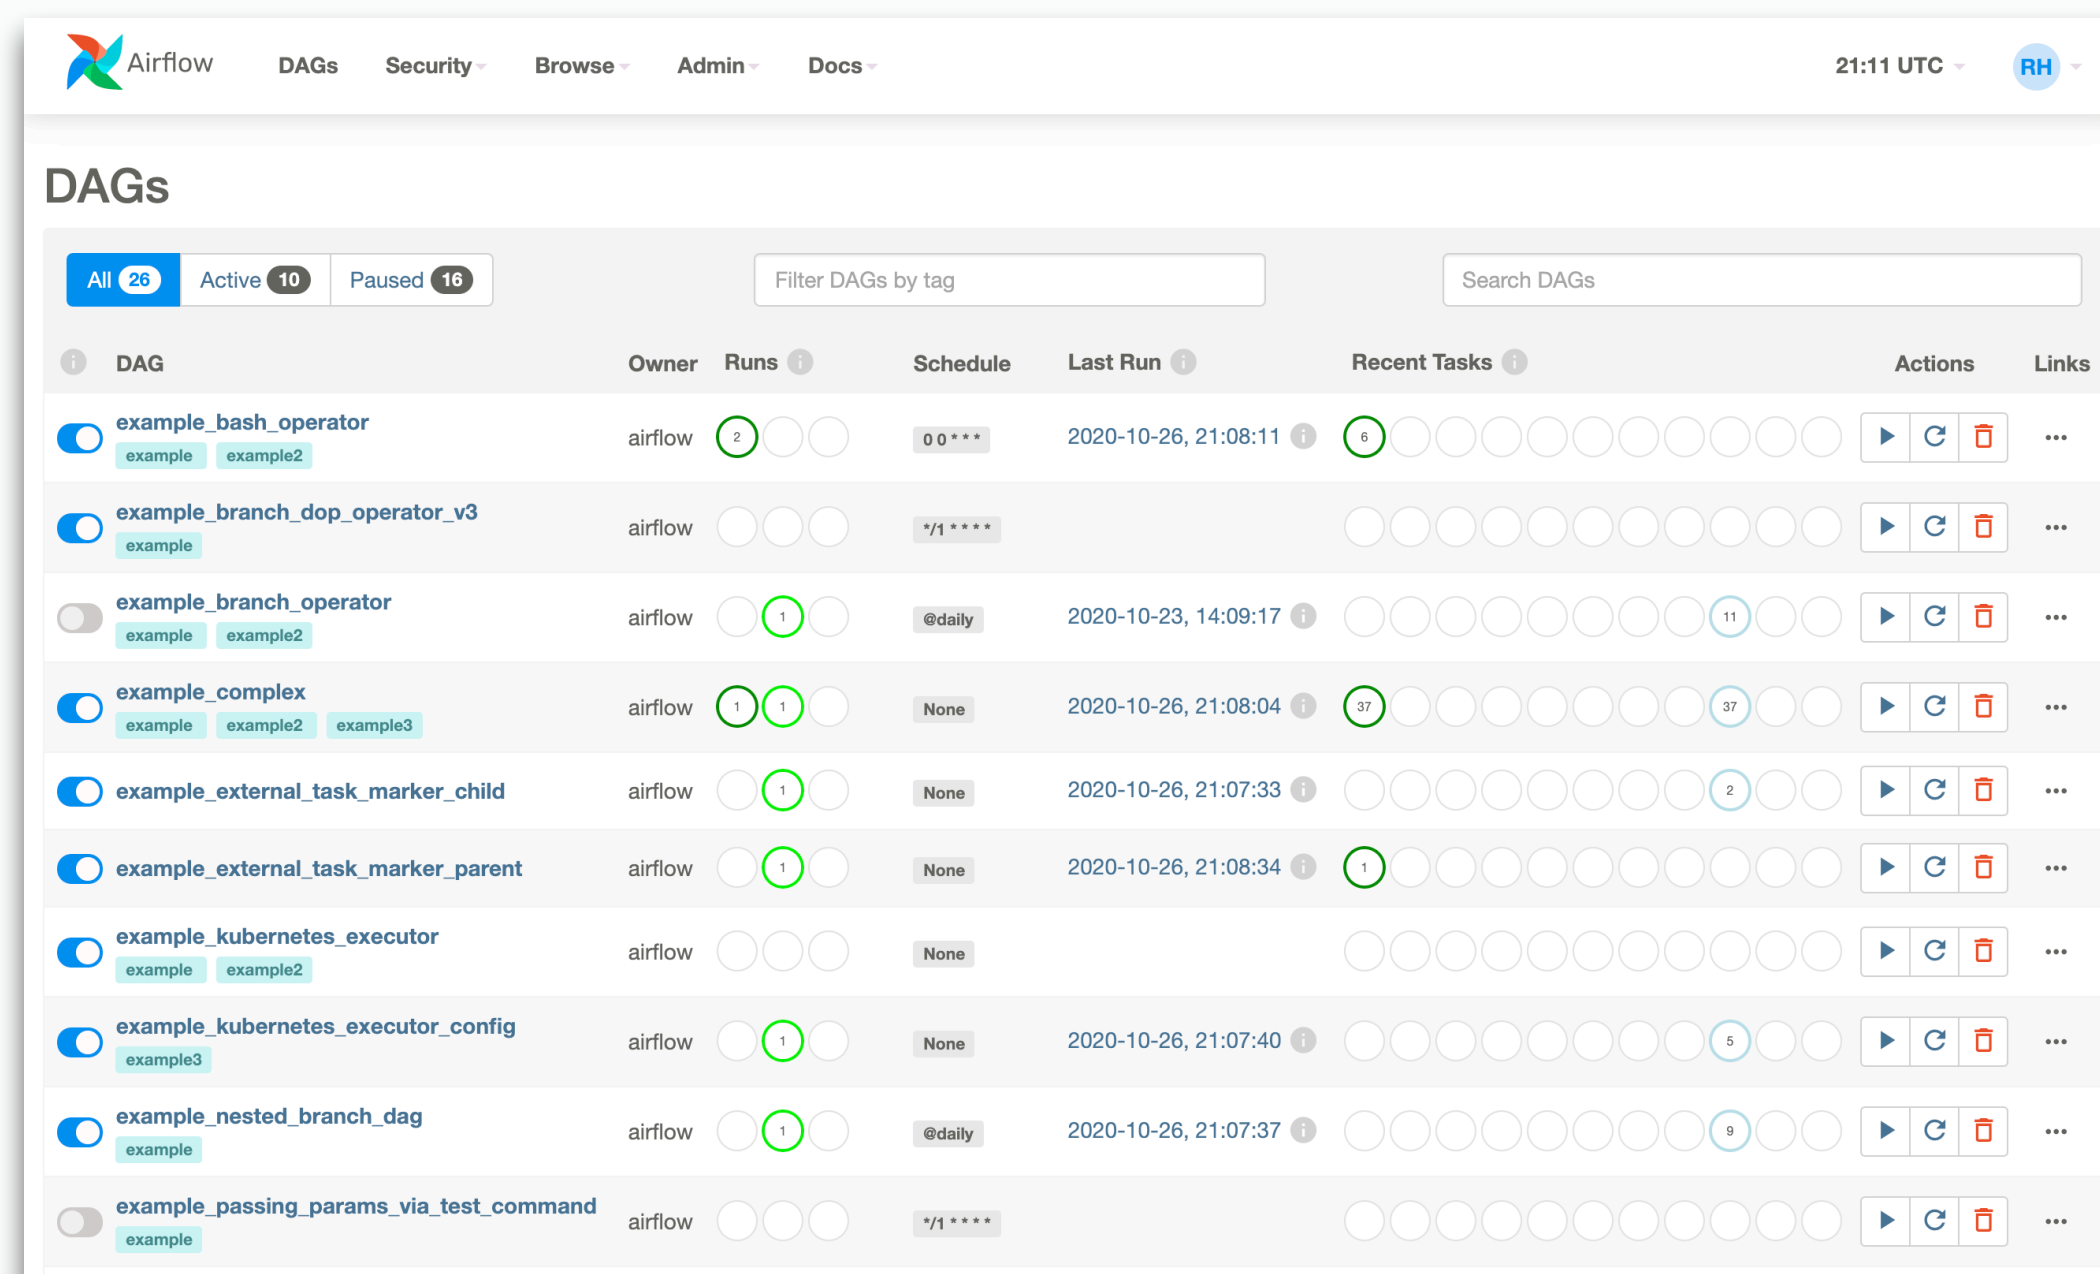 Airflow DAGs Security Browse Admin Docs 21:11 UTC RH
DAGs
All 26 Active 10 Paused 16 Filter DAGs by tag Search DAGs
i DAG Owner Runs i Schedule Last Run i Recent Tasks i Actions Links
example_bash_operator
airflow 2 0 0 * * * 2020-10-26, 21:08:11 i 6
example example2
example_branch_dop_operator_v3
airflow */1 * * * *
example
example_branch_operator
airflow 1 @daily 2020-10-23, 14:09:17 i 11
example example2
example_complex
airflow 1 1 None 2020-10-26, 21:08:04 i 37 37
example example2 example3
example_external_task_marker_child airflow 1 None 2020-10-26, 21:07:33 i 2
example_external_task_marker_parent airflow 1 None 2020-10-26, 21:08:34 i 1
example_kubernetes_executor
airflow None
example example2
example_kubernetes_executor_config
airflow 1 None 2020-10-26, 21:07:40 i 5
example3
example_nested_branch_dag
airflow 1 @daily 2020-10-26, 21:07:37 i 9
example
example_passing_params_via_test_command
airflow */1 * * * *
example